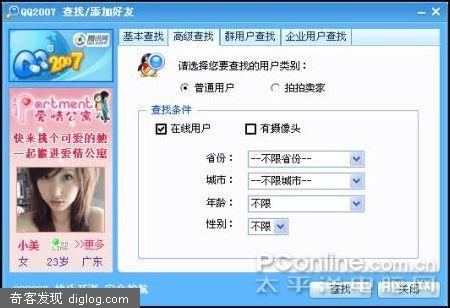 QQ2007 查找/添加好友
基本查找 高级查找 群用户查找 企业用户查找
腾讯网
2007
Partment
爱情公寓
快来挑个可爱的她
一起搬进爱情公寓
小美 ONLINE >>更多
女 23岁 广东
请选择您要查找的用户类别：
普通用户 拍拍卖家
查找条件
在线用户 有摄像头
省份： --不限省份--
城市： --不限城市--
年龄： 不限
性别： 不限
PConline.com.cn
太平洋电脑网
查找 关闭
奇客发现 diglog.com